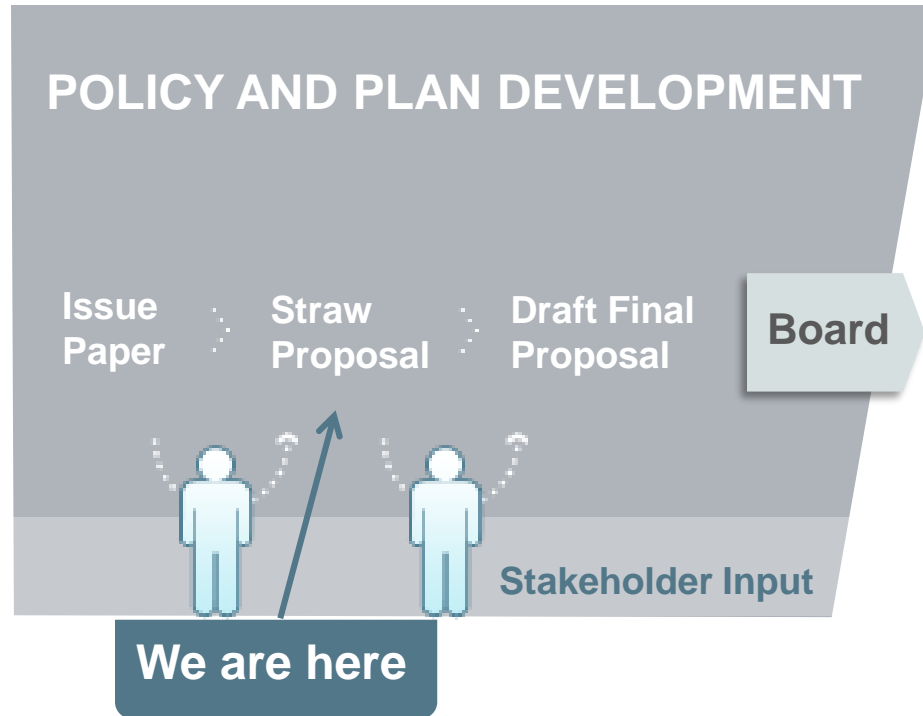 POLICY AND PLAN DEVELOPMENT
Issue
Paper
Straw
Proposal
Draft Final
Proposal
Board
Stakeholder Input
We are here